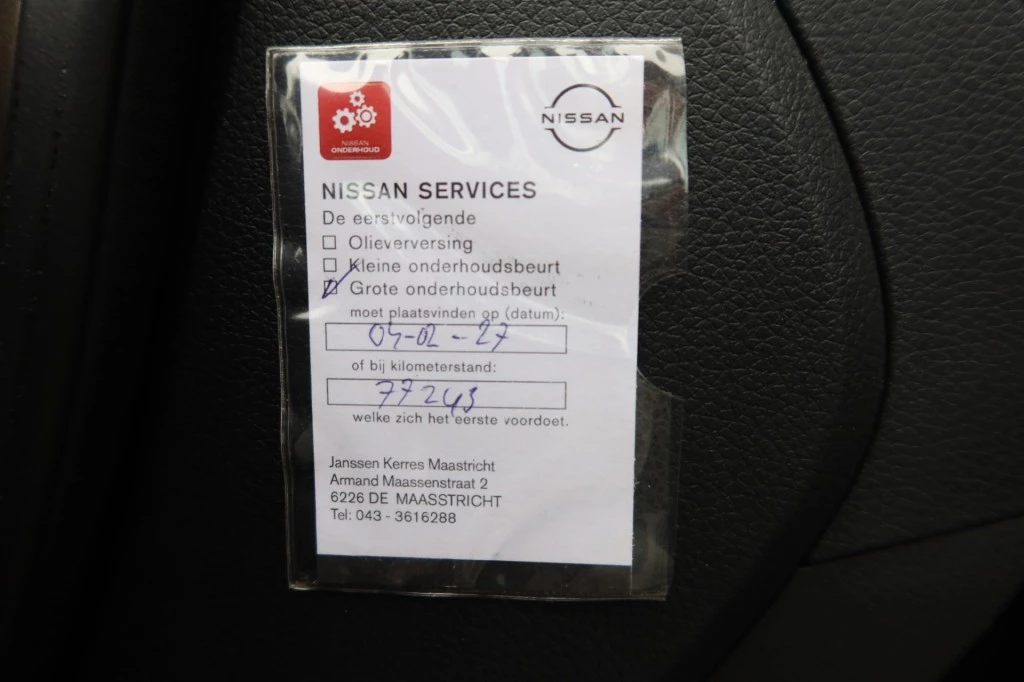 NISSAN
ONDERHOUD
NISSAN
NISSAN SERVICES
De eerstvolgende
Olieverversing
Kleine onderhoudsbeurt
Grote onderhoudsbeurt
moet plaatsvinden op (datum):
04-02-27
of bij kilometerstand:
77243
welke zich het eerste voordoet.
Janssen Kerres Maastricht
Armand Maassenstraat 2
6226 DE MAASSTRICHT
Tel: 043 - 3616288